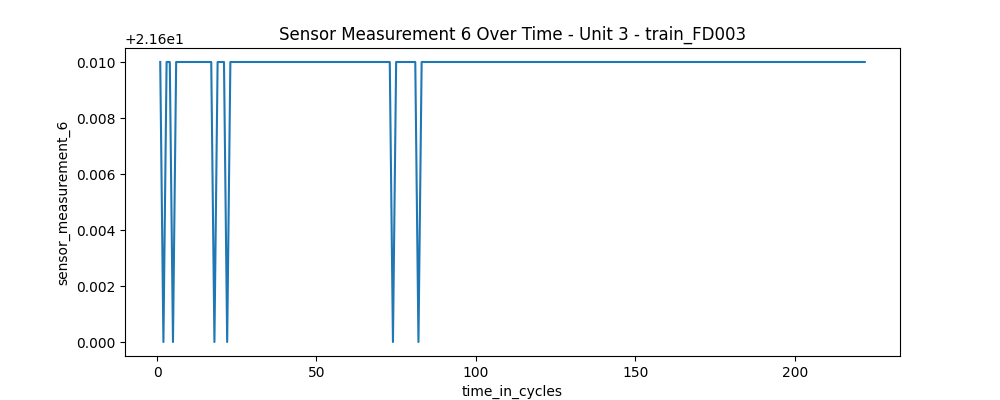 Sensor Measurement 6 Over Time - Unit 3 - train_FD003
+2.16e1
0.010
0.008
0.006
0.004
0.002
0.000
sensor_measurement_6
0
50
100
150
200
time_in_cycles